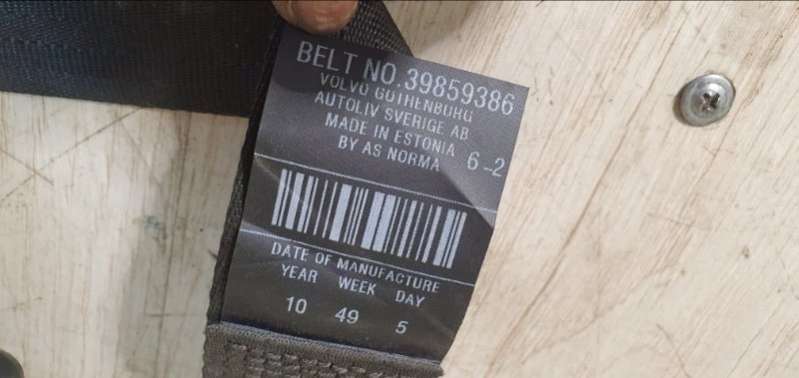 BELT NO.39859386
VOLVO GOTHENBURG
AUTOLIV SVERIGE AB
MADE IN ESTONIA
BY AS NORMA 6-2
DATE OF MANUFACTURE
YEAR WEEK DAY
10 49 5